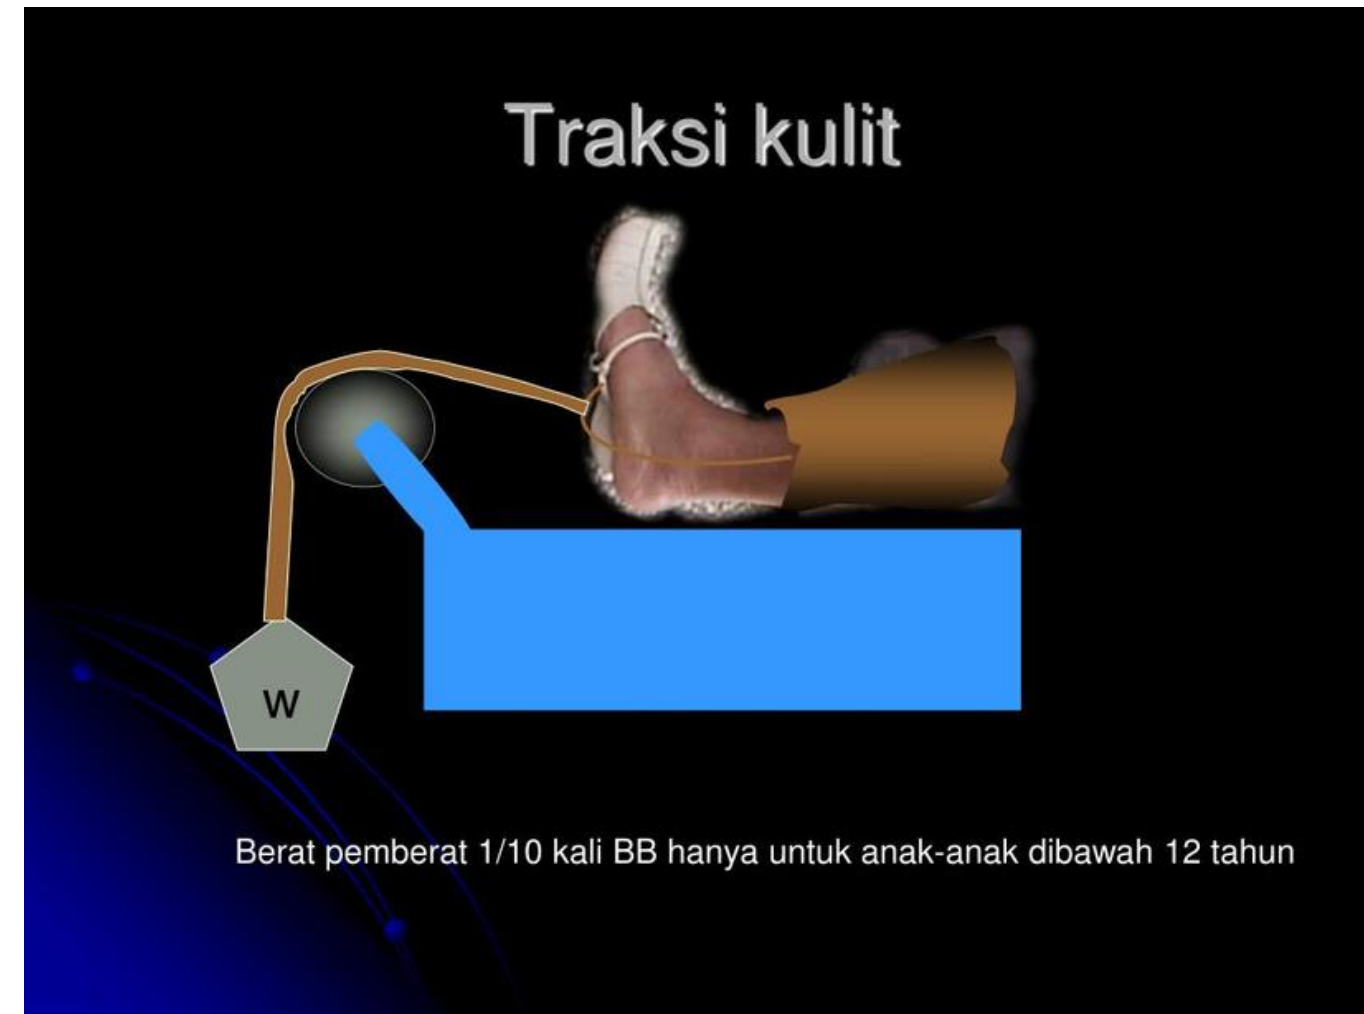 Traksi kulit
W
Berat pemberat 1/10 kali BB hanya untuk anak-anak dibawah 12 tahun